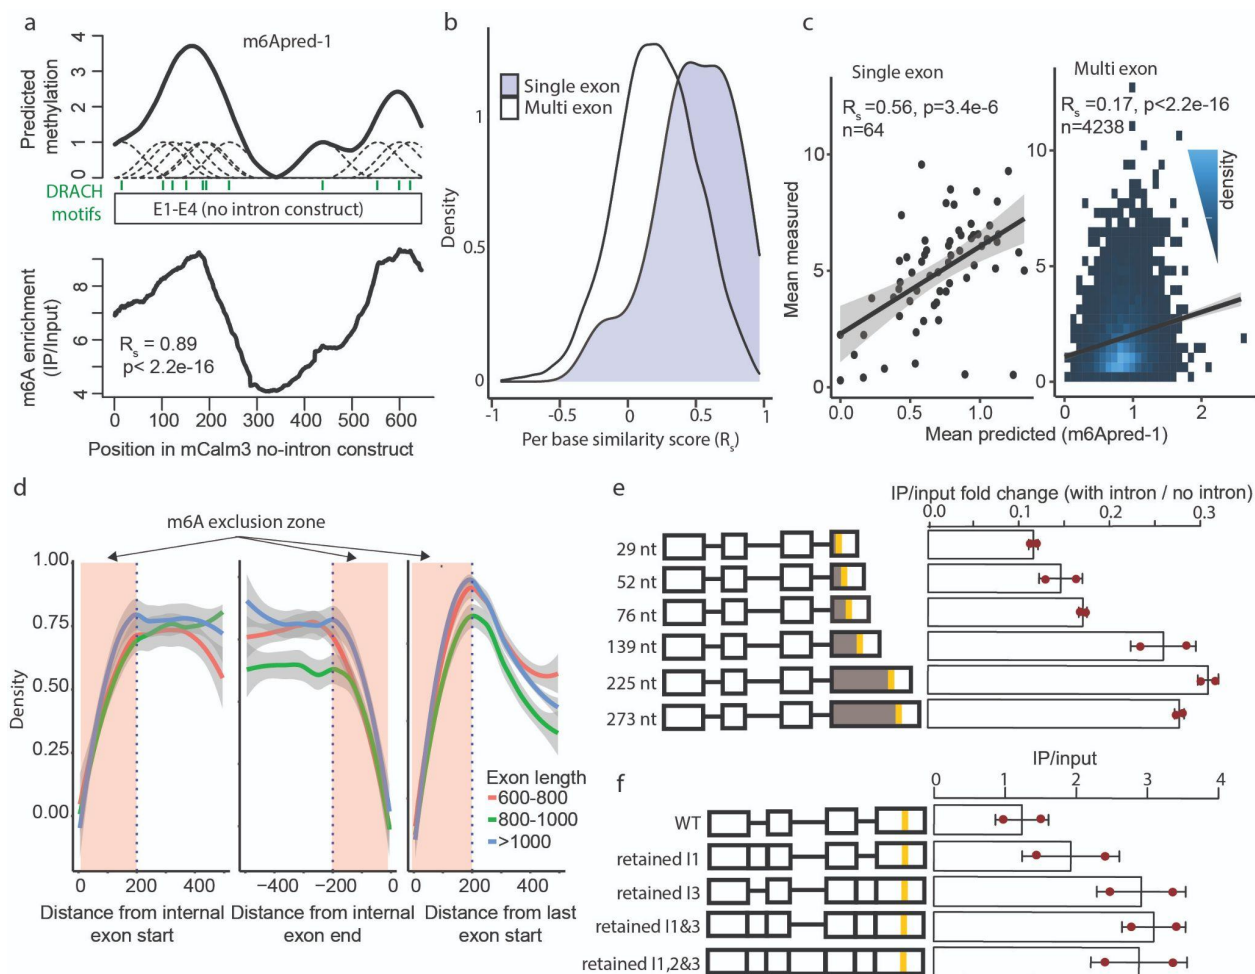 a
m6Apred-1
Predicted
methylation
4
3
2
1
0
DRACH
motifs
E1-E4 (no intron construct)
m6A enrichment
(IP/Input)
8
6
4
R_s = 0.89
p< 2.2e-16
0 100 200 300 400 500 600
Position in mCalm3 no-intron construct
b
Single exon
Multi exon
Density
1
0.5
0
-1 -0.5 0 0.5 1
Per base similarity score (R_s)
c
Single exon
R_s =0.56, p=3.4e-6
n=64
Mean measured
10
5
0
0.0 0.5 1.0
Multi exon
R_s =0.17, p<2.2e-16
n=4238
density
10
5
0
0 1 2
Mean predicted (m6Apred-1)
d
m6A exclusion zone
Density
1.00
0.75
0.50
0.25
0.00
Exon length
600-800
800-1000
>1000
0 200 400
−400 −200 0
0 200 400
Distance from internal
exon start
Distance from internal
exon end
Distance from last
exon start
e
IP/input fold change (with intron / no intron)
0.0 0.1 0.2 0.3
29 nt
52 nt
76 nt
139 nt
225 nt
273 nt
f
IP/input
0 1 2 3 4
WT
retained I1
retained I3
retained I1&3
retained I1,2&3